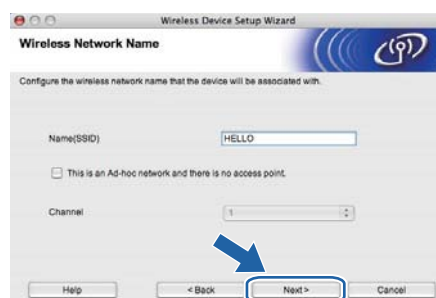 Wireless Device Setup Wizard
Wireless Network Name
Configure the wireless network name that the device will be associated with.
Name(SSID) HELLO
This is an Ad-hoc network and there is no access point.
Channel 1
Help < Back Next > Cancel